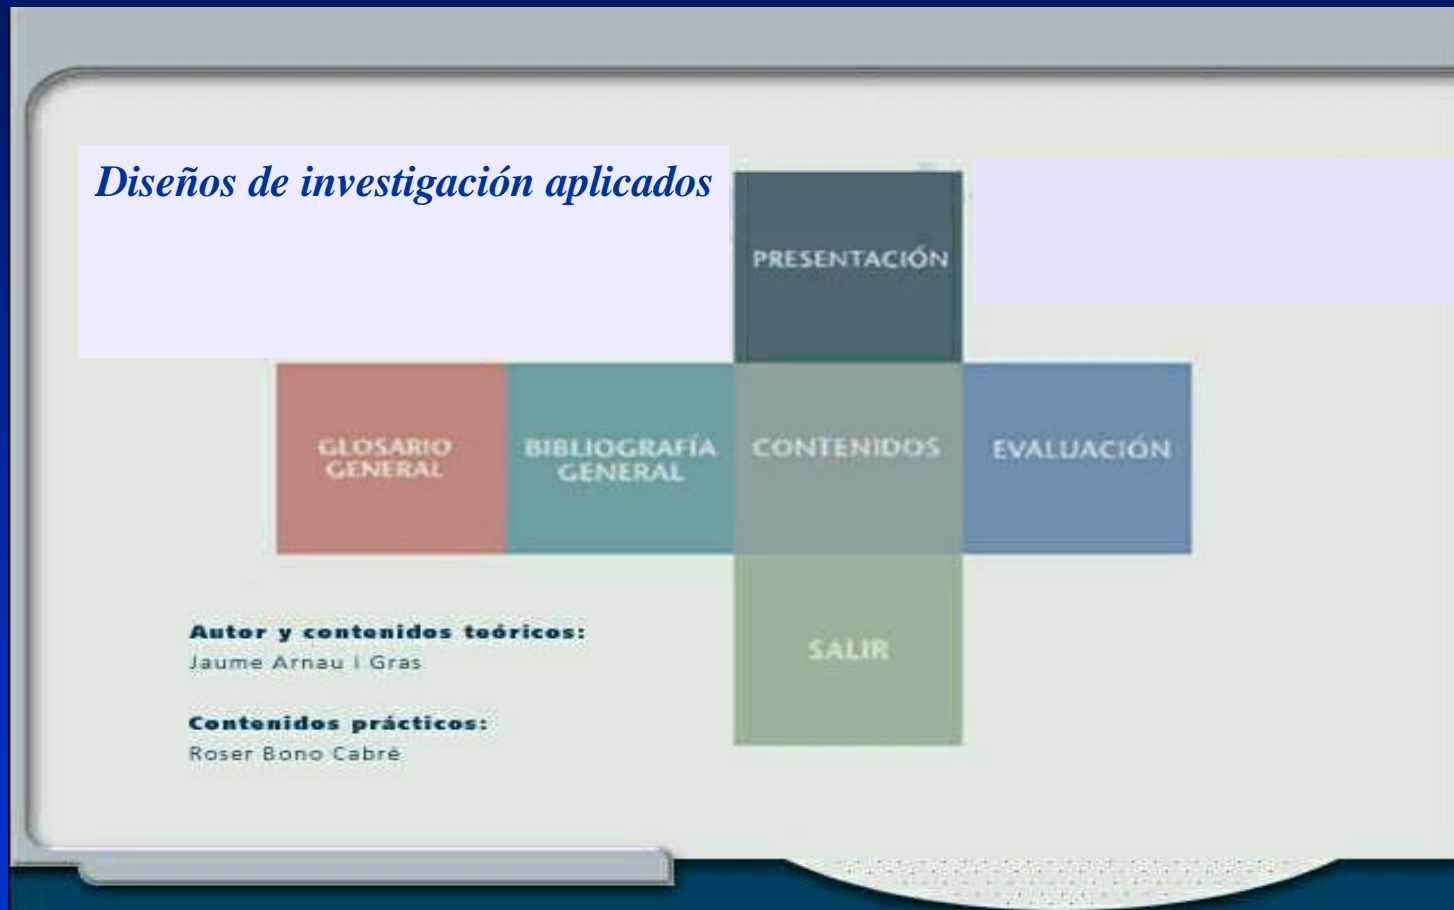 Diseños de investigación aplicados
PRESENTACIÓN
GLOSARIO
GENERAL
BIBLIOGRAFÍA
GENERAL
CONTENIDOS
EVALUACIÓN
SALIR
Autor y contenidos teóricos:
Jaume Arnau i Gras
Contenidos prácticos:
Roser Bono Cabré